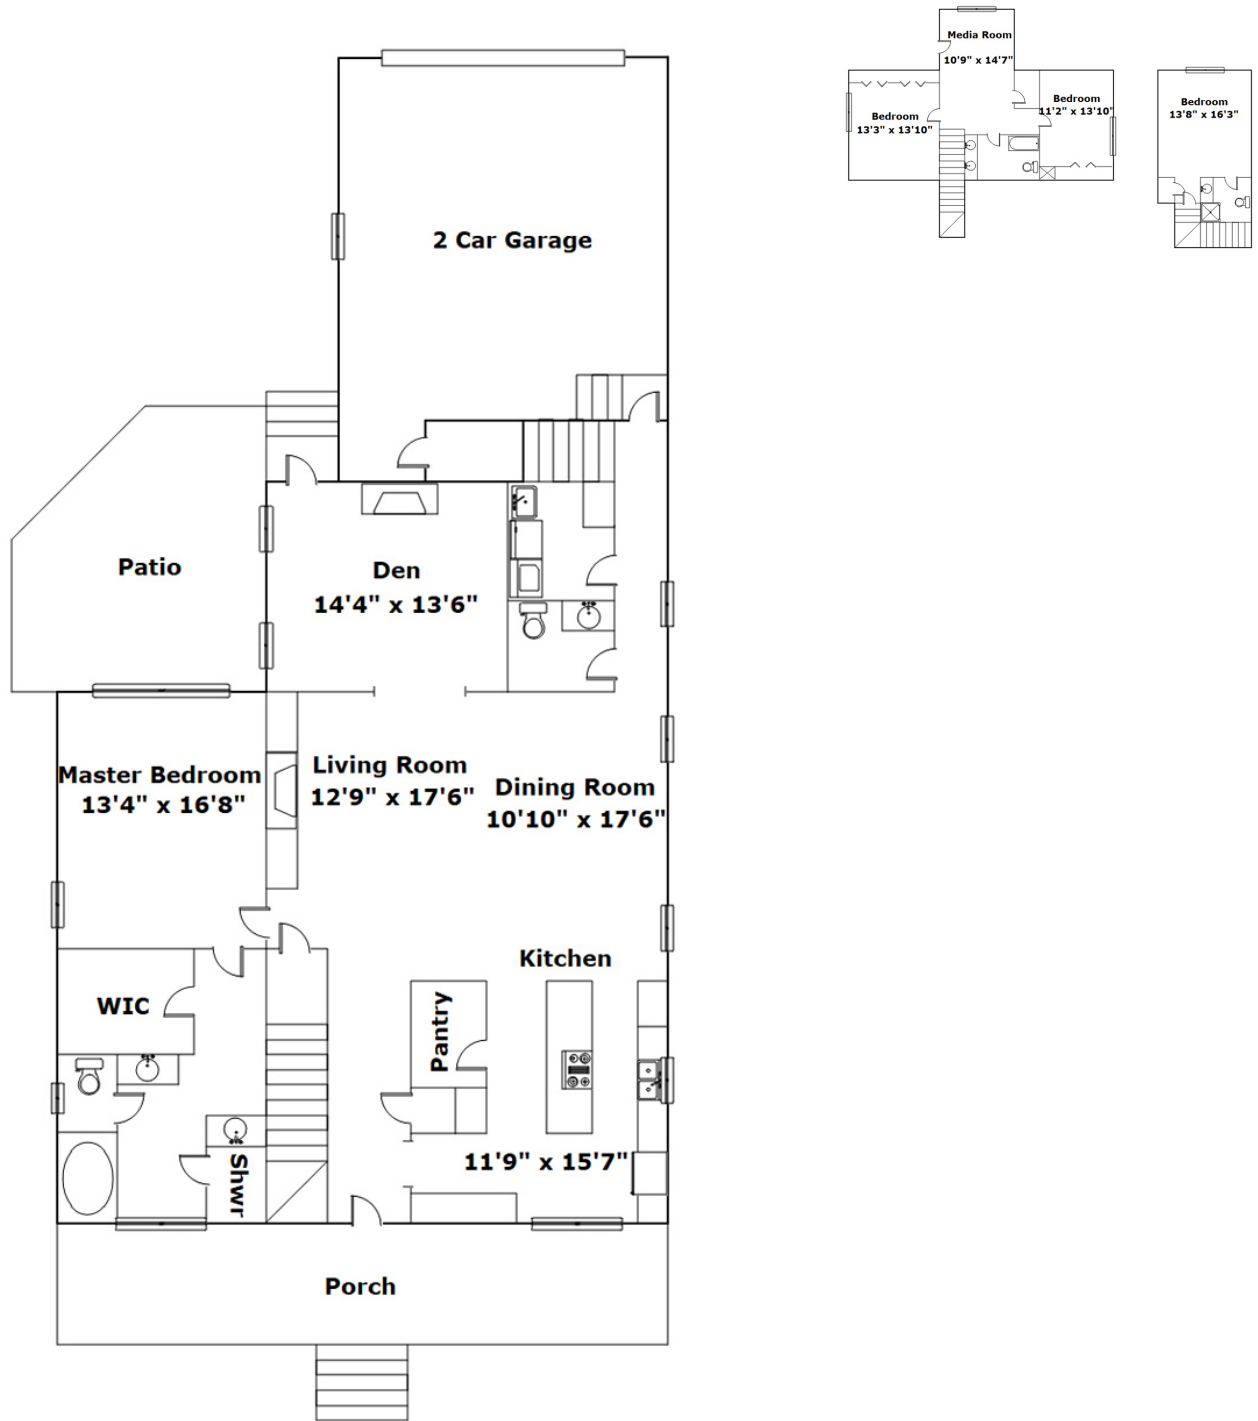 Media Room
10'9" x 14'7"
Bedroom
13'3" x 13'10"
Bedroom
11'2" x 13'10"
Bedroom
13'8" x 16'3"
2 Car Garage
Patio
Den
14'4" x 13'6"
Master Bedroom
13'4" x 16'8"
Living Room
12'9" x 17'6"
Dining Room
10'10" x 17'6"
Kitchen
WIC
Pantry
11'9" x 15'7"
Shwr
Porch